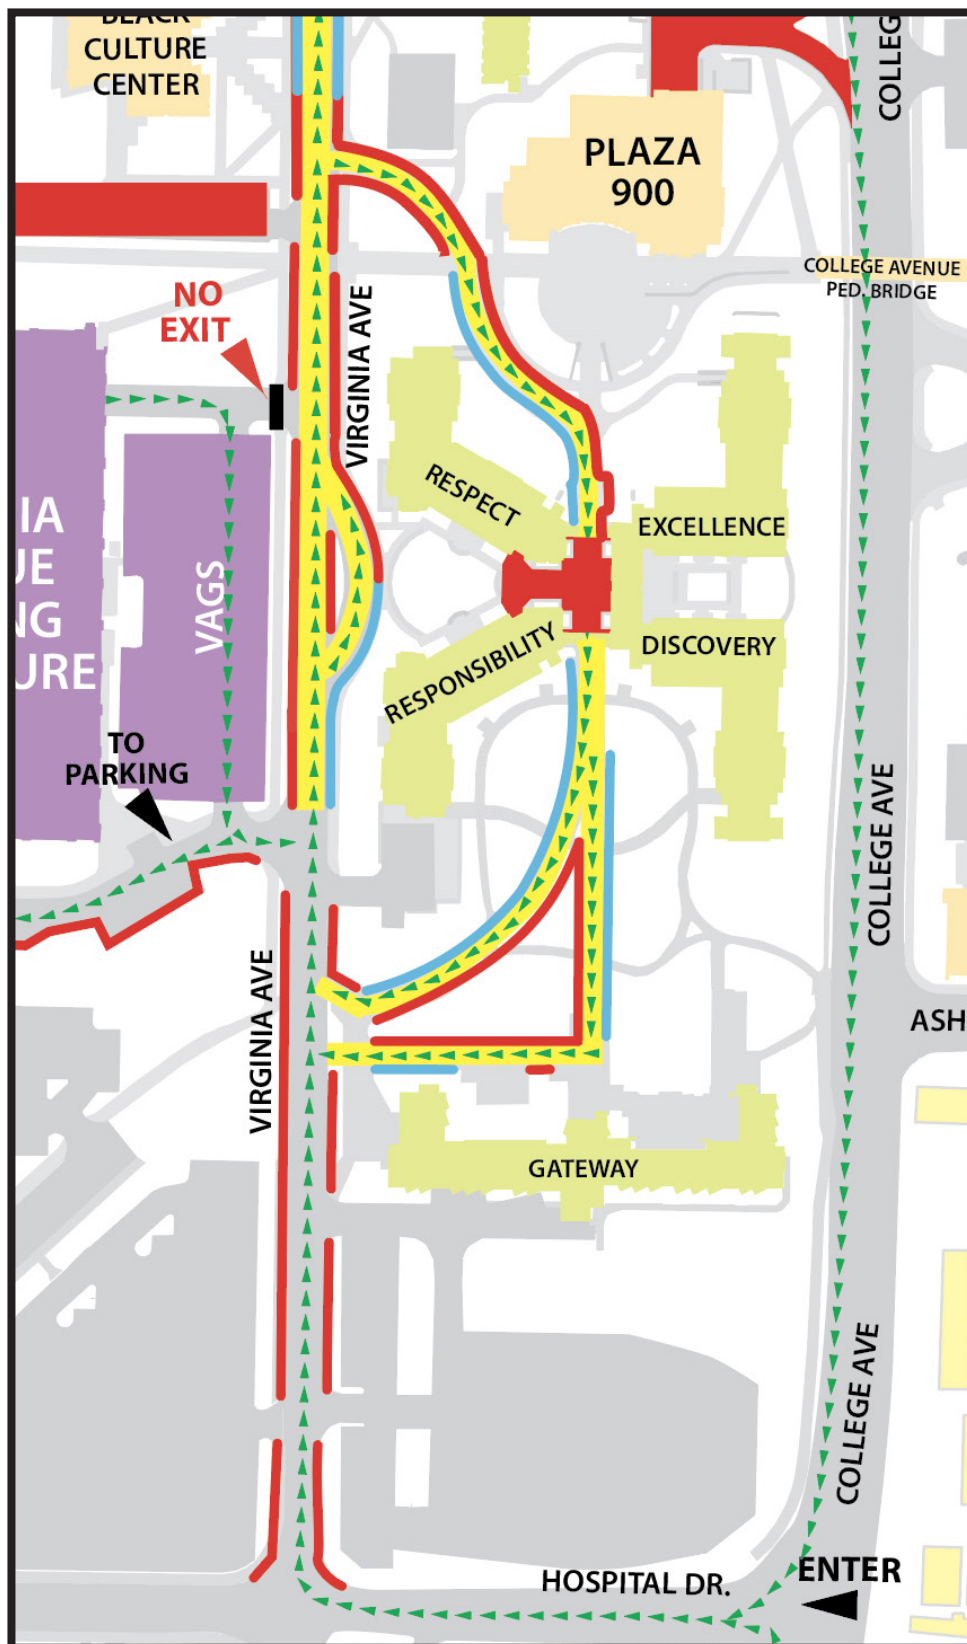 BLACK
CULTURE
CENTER
COLLEG
PLAZA
900
COLLEGE AVENUE
PED. BRIDGE
NO
EXIT
VIRGINIA AVE
RESPECT
EXCELLENCE
IA
UE
NG
URE
VAGS
RESPONSIBILITY
DISCOVERY
TO
PARKING
COLLEGE AVE
VIRGINIA AVE
ASH
GATEWAY
COLLEGE AVE
ENTER
HOSPITAL DR.